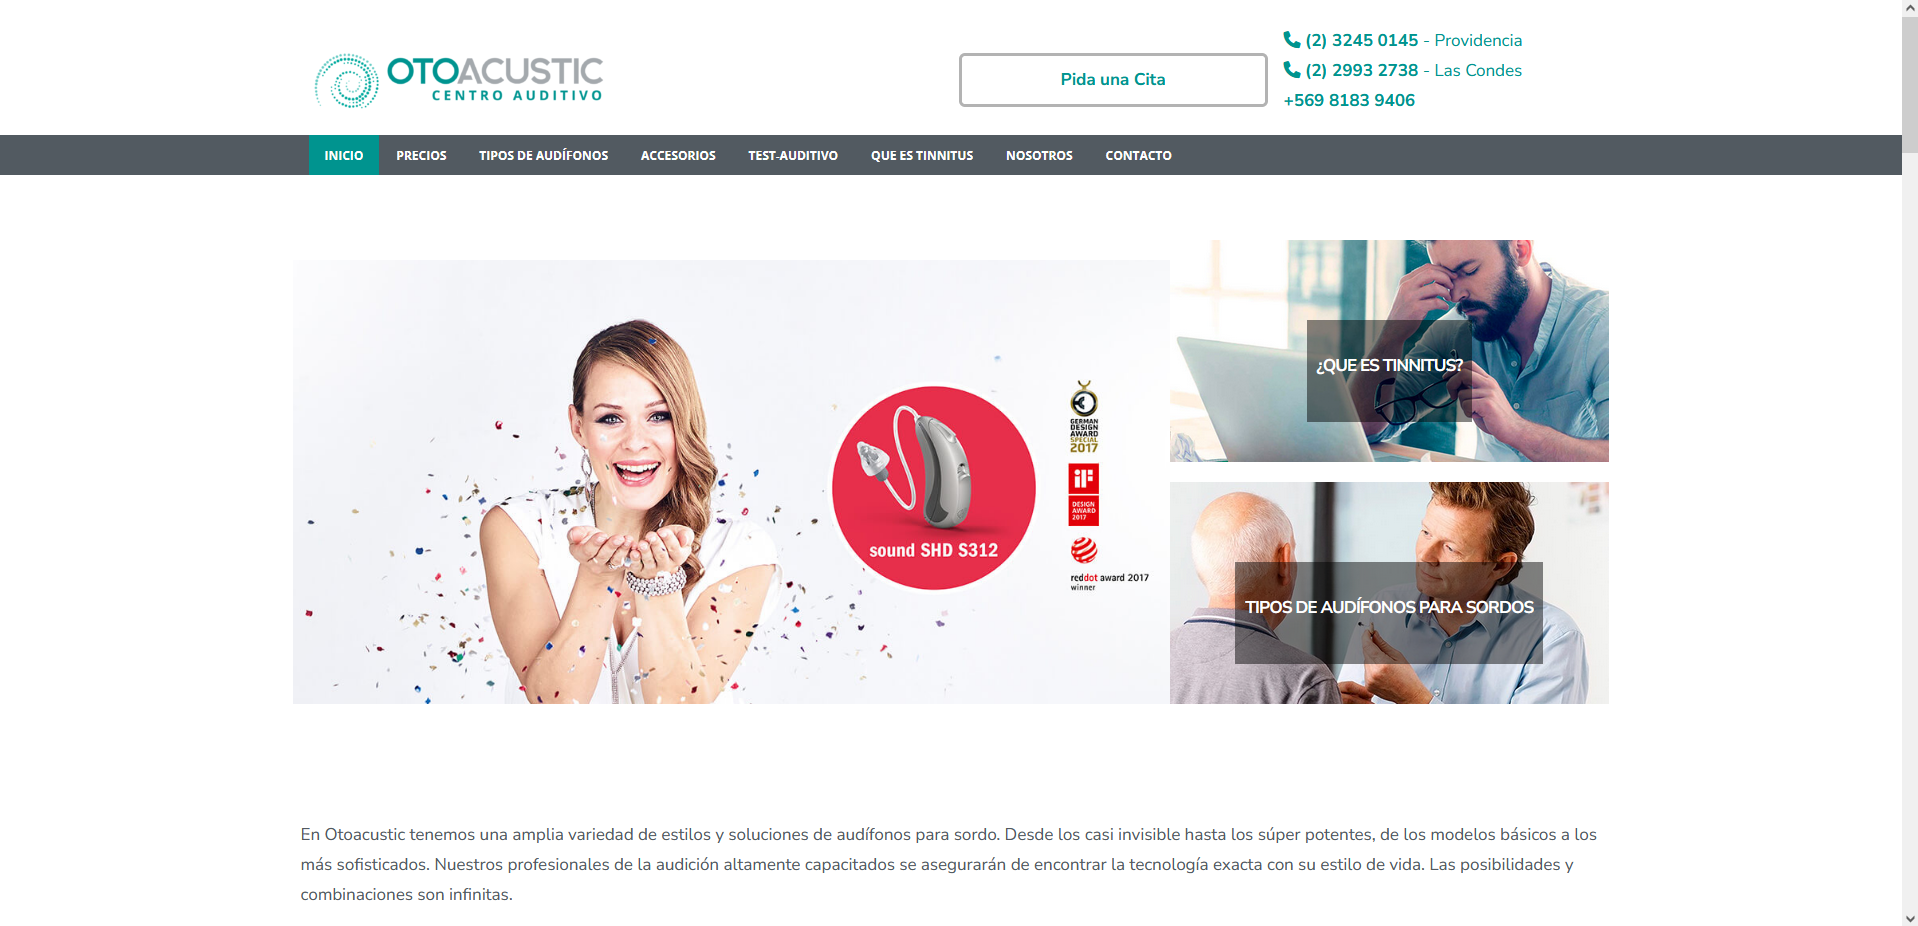 OTOACUSTIC
CENTRO AUDITIVO
Pida una Cita
(2) 3245 0145 - Providencia
(2) 2993 2738 - Las Condes
+569 8183 9406
INICIO PRECIOS TIPOS DE AUDÍFONOS ACCESORIOS TEST-AUDITIVO QUE ES TINNITUS NOSOTROS CONTACTO
sound SHD S312
GERMAN
DESIGN
AWARD
SPECIAL
2017
iF
DESIGN
AWARD
2017
reddot award 2017
winner
¿QUE ES TINNITUS?
TIPOS DE AUDÍFONOS PARA SORDOS
En Otoacustic tenemos una amplia variedad de estilos y soluciones de audífonos para sordo. Desde los casi invisible hasta los súper potentes, de los modelos básicos a los
más sofisticados. Nuestros profesionales de la audición altamente capacitados se asegurarán de encontrar la tecnología exacta con su estilo de vida. Las posibilidades y
combinaciones son infinitas.